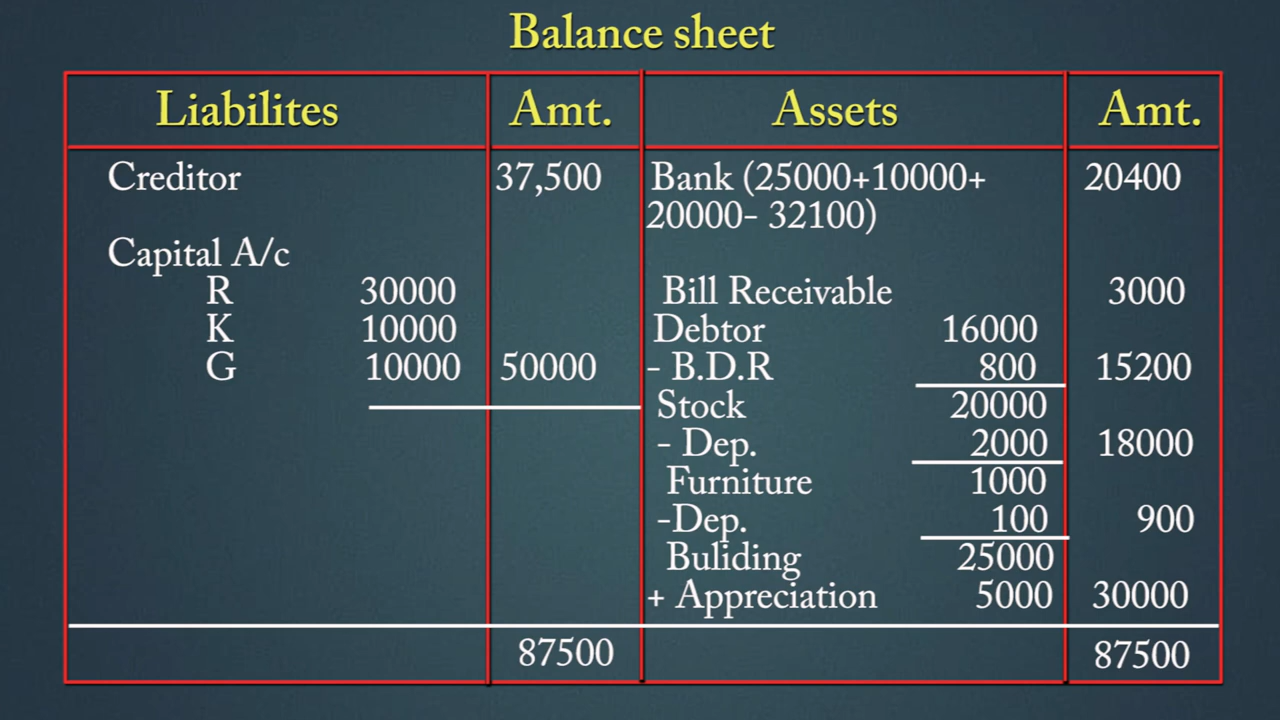 Balance sheet
Liabilites Amt. Assets Amt.
Creditor 37,500 Bank (25000+10000+ 20400
20000- 32100)
Capital A/c
R 30000 Bill Receivable 3000
K 10000 Debtor 16000
G 10000 50000 - B.D.R 800 15200
Stock 20000
- Dep. 2000 18000
Furniture 1000
-Dep. 100 900
Buliding 25000
+ Appreciation 5000 30000
87500 87500